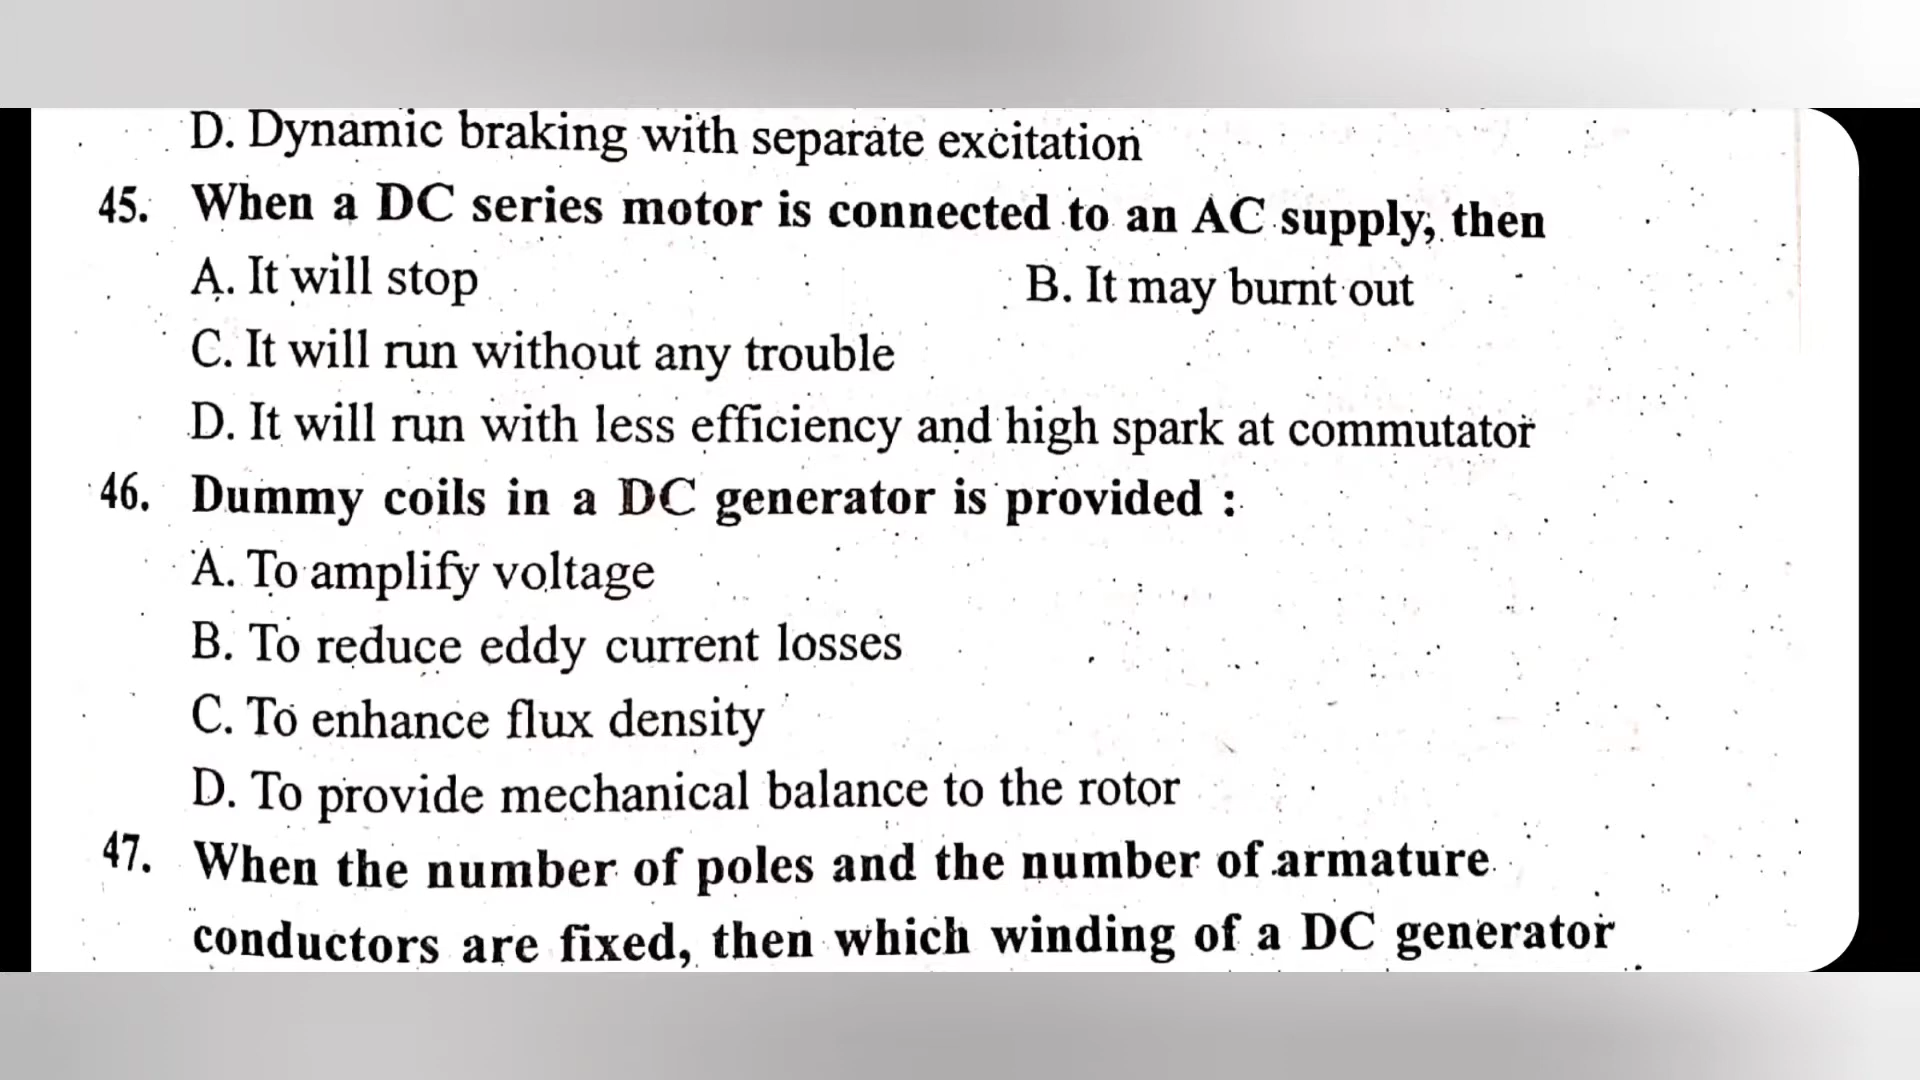 D. Dynamic braking with separate excitation
45. When a DC series motor is connected to an AC supply, then
A. It will stop B. It may burnt out
C. It will run without any trouble
D. It will run with less efficiency and high spark at commutator
46. Dummy coils in a DC generator is provided :
A. To amplify voltage
B. To reduce eddy current losses
C. To enhance flux density
D. To provide mechanical balance to the rotor
47. When the number of poles and the number of armature
conductors are fixed, then which winding of a DC generator